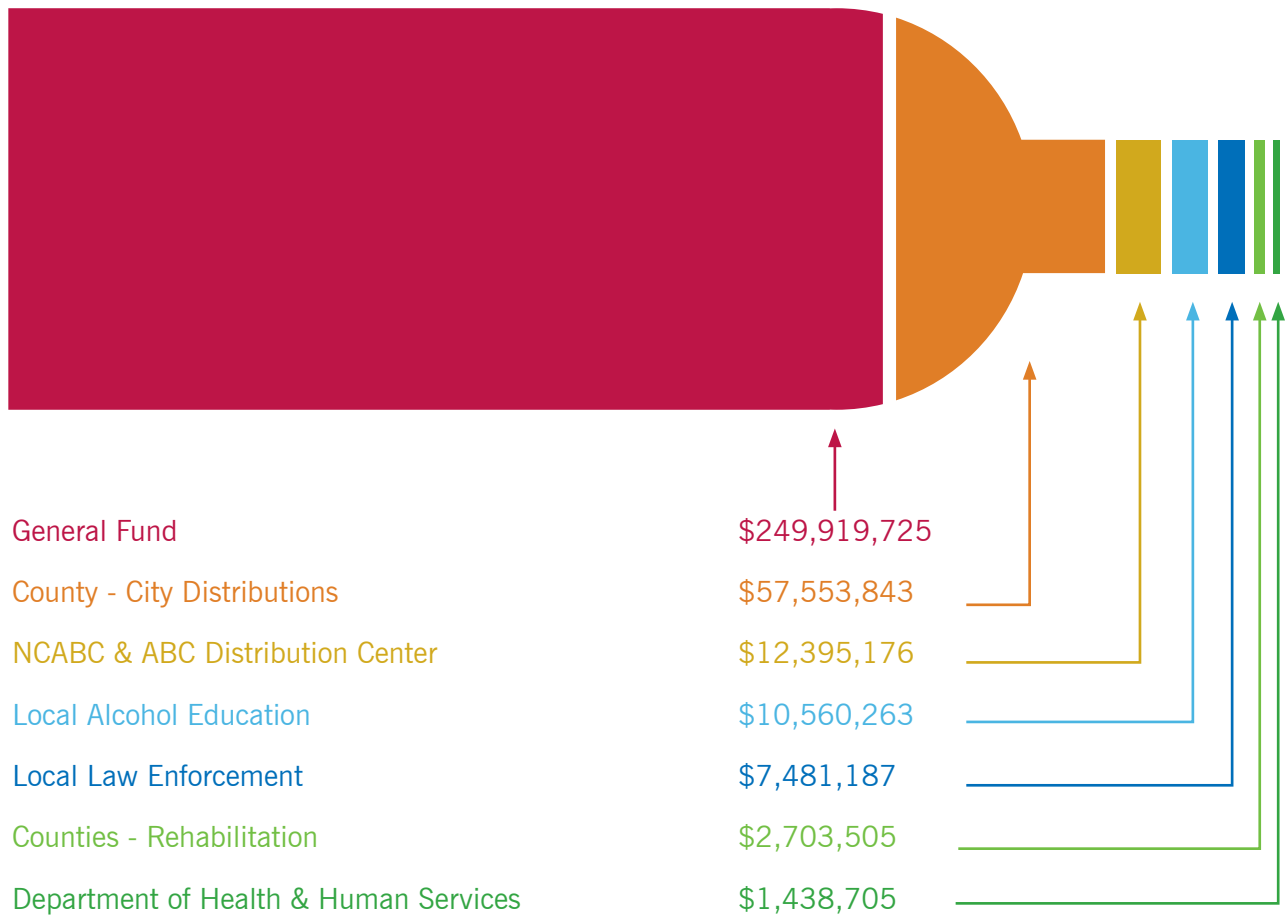 General Fund $249,919,725
County - City Distributions $57,553,843
NCABC & ABC Distribution Center $12,395,176
Local Alcohol Education $10,560,263
Local Law Enforcement $7,481,187
Counties - Rehabilitation $2,703,505
Department of Health & Human Services $1,438,705